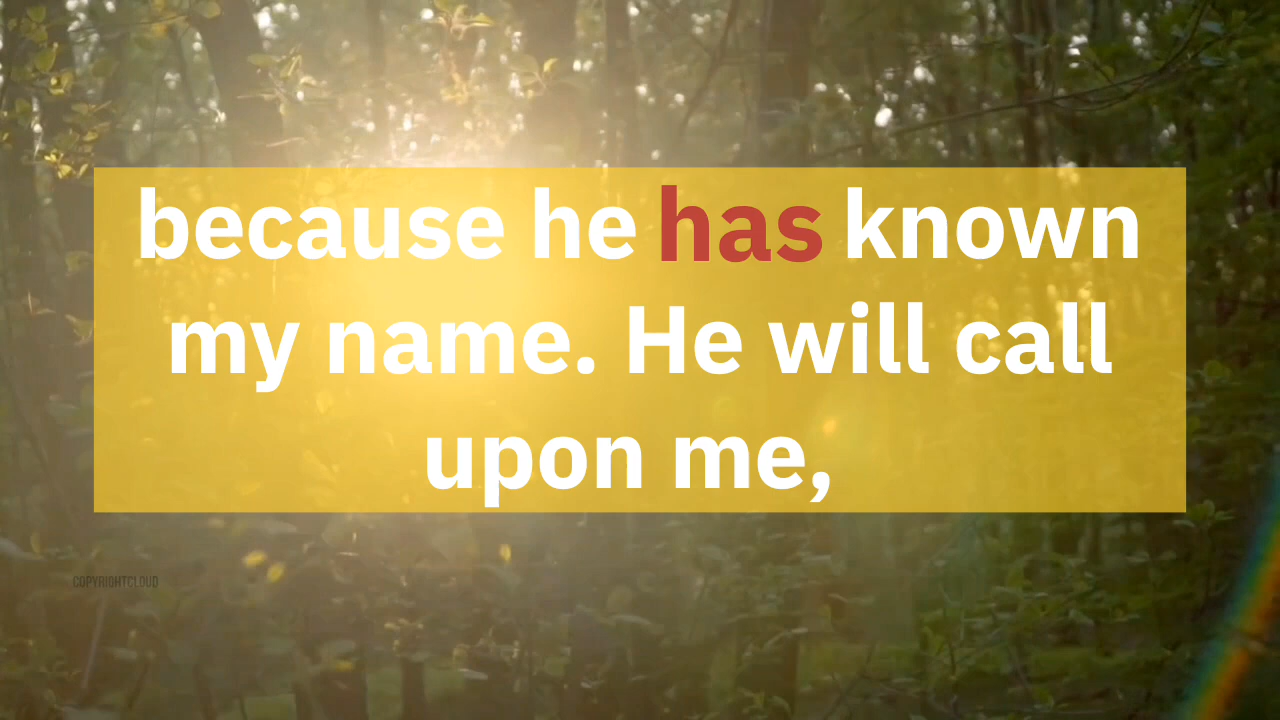 because he has known
my name. He will call
upon me,
COPYRIGHTCLOUD